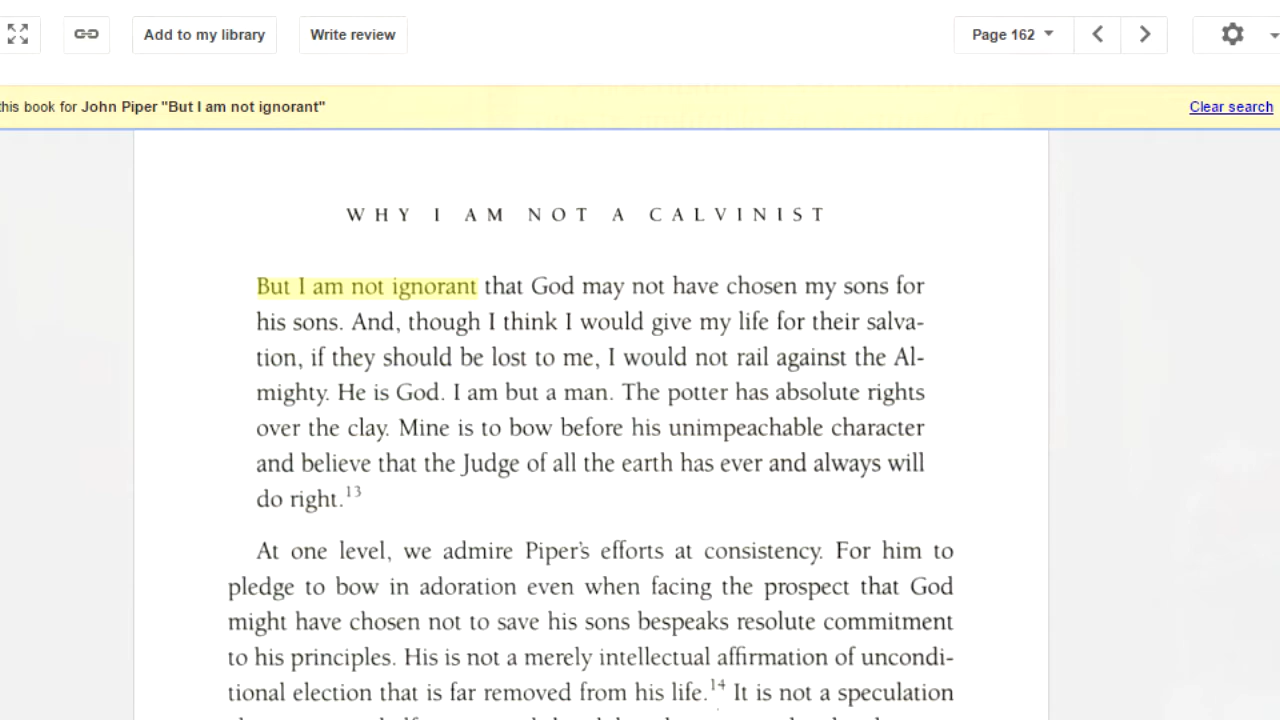 Add to my library
Write review
Page 162
this book for John Piper "But I am not ignorant"
Clear search
WHY I AM NOT A CALVINIST
But I am not ignorant that God may not have chosen my sons for
his sons. And, though I think I would give my life for their salva-
tion, if they should be lost to me, I would not rail against the Al-
mighty. He is God. I am but a man. The potter has absolute rights
over the clay. Mine is to bow before his unimpeachable character
and believe that the Judge of all the earth has ever and always will
do right.13
At one level, we admire Piper's efforts at consistency. For him to
pledge to bow in adoration even when facing the prospect that God
might have chosen not to save his sons bespeaks resolute commitment
to his principles. His is not a merely intellectual affirmation of uncondi-
tional election that is far removed from his life.14 It is not a speculation